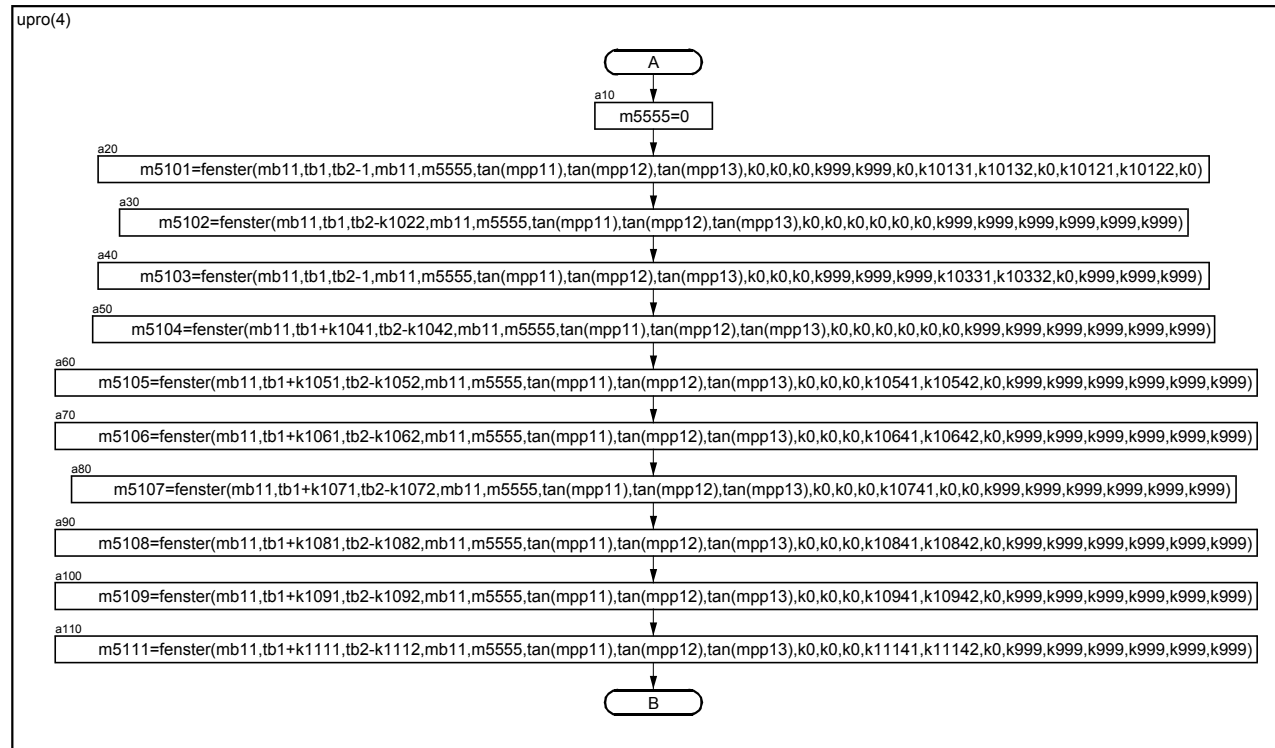 upro(4)
A
a10
m5555=0
a20
m5101=fenster(mb11,tb1,tb2-1,mb11,m5555,tan(mpp11),tan(mpp12),tan(mpp13),k0,k0,k0,k999,k999,k0,k10131,k10132,k0,k10121,k10122,k0)
a30
m5102=fenster(mb11,tb1,tb2-k1022,mb11,m5555,tan(mpp11),tan(mpp12),tan(mpp13),k0,k0,k0,k0,k0,k0,k999,k999,k999,k999,k999,k999)
a40
m5103=fenster(mb11,tb1,tb2-1,mb11,m5555,tan(mpp11),tan(mpp12),tan(mpp13),k0,k0,k0,k999,k999,k999,k10331,k10332,k0,k999,k999,k999)
a50
m5104=fenster(mb11,tb1+k1041,tb2-k1042,mb11,m5555,tan(mpp11),tan(mpp12),tan(mpp13),k0,k0,k0,k0,k0,k0,k999,k999,k999,k999,k999,k999)
a60
m5105=fenster(mb11,tb1+k1051,tb2-k1052,mb11,m5555,tan(mpp11),tan(mpp12),tan(mpp13),k0,k0,k0,k10541,k10542,k0,k999,k999,k999,k999,k999,k999)
a70
m5106=fenster(mb11,tb1+k1061,tb2-k1062,mb11,m5555,tan(mpp11),tan(mpp12),tan(mpp13),k0,k0,k0,k10641,k10642,k0,k999,k999,k999,k999,k999,k999)
a80
m5107=fenster(mb11,tb1+k1071,tb2-k1072,mb11,m5555,tan(mpp11),tan(mpp12),tan(mpp13),k0,k0,k0,k10741,k0,k0,k999,k999,k999,k999,k999,k999)
a90
m5108=fenster(mb11,tb1+k1081,tb2-k1082,mb11,m5555,tan(mpp11),tan(mpp12),tan(mpp13),k0,k0,k0,k10841,k10842,k0,k999,k999,k999,k999,k999,k999)
a100
m5109=fenster(mb11,tb1+k1091,tb2-k1092,mb11,m5555,tan(mpp11),tan(mpp12),tan(mpp13),k0,k0,k0,k10941,k10942,k0,k999,k999,k999,k999,k999,k999)
a110
m5111=fenster(mb11,tb1+k1111,tb2-k1112,mb11,m5555,tan(mpp11),tan(mpp12),tan(mpp13),k0,k0,k0,k11141,k11142,k0,k999,k999,k999,k999,k999,k999)
B